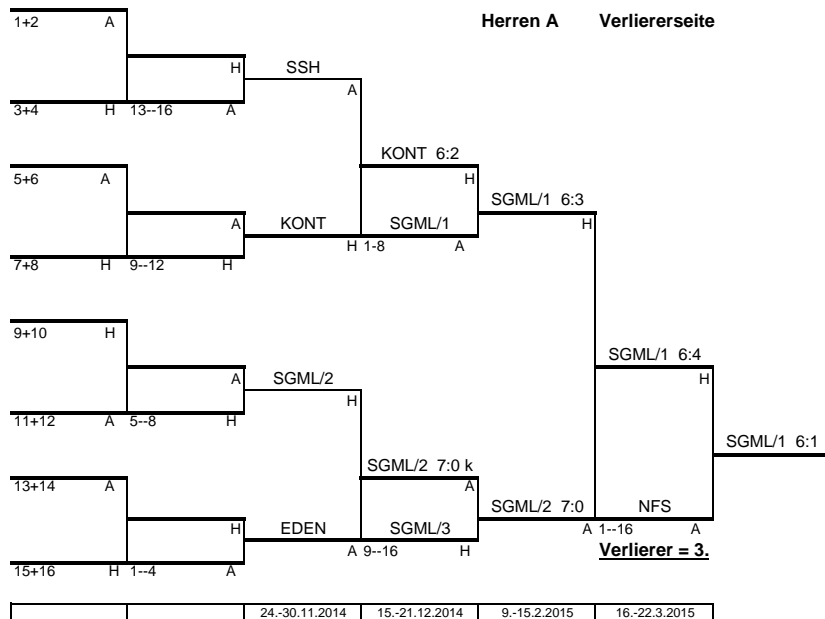 Herren A Verliererseite
1+2 A
H SSH
A
3+4 H 13--16 A
KONT 6:2
5+6 A
H
SGML/1 6:3
A KONT SGML/1 H
H 1-8 A
7+8 H 9--12 H
9+10 H
SGML/1 6:4
A SGML/2 H
H
11+12 A 5--8 H
SGML/1 6:1
SGML/2 7:0 k
13+14 A
A
SGML/2 7:0 NFS
H EDEN SGML/3 A 1--16 A
A 9--16 H Verlierer = 3.
15+16 H 1--4 A
24.-30.11.2014 15.-21.12.2014 9.-15.2.2015 16.-22.3.2015